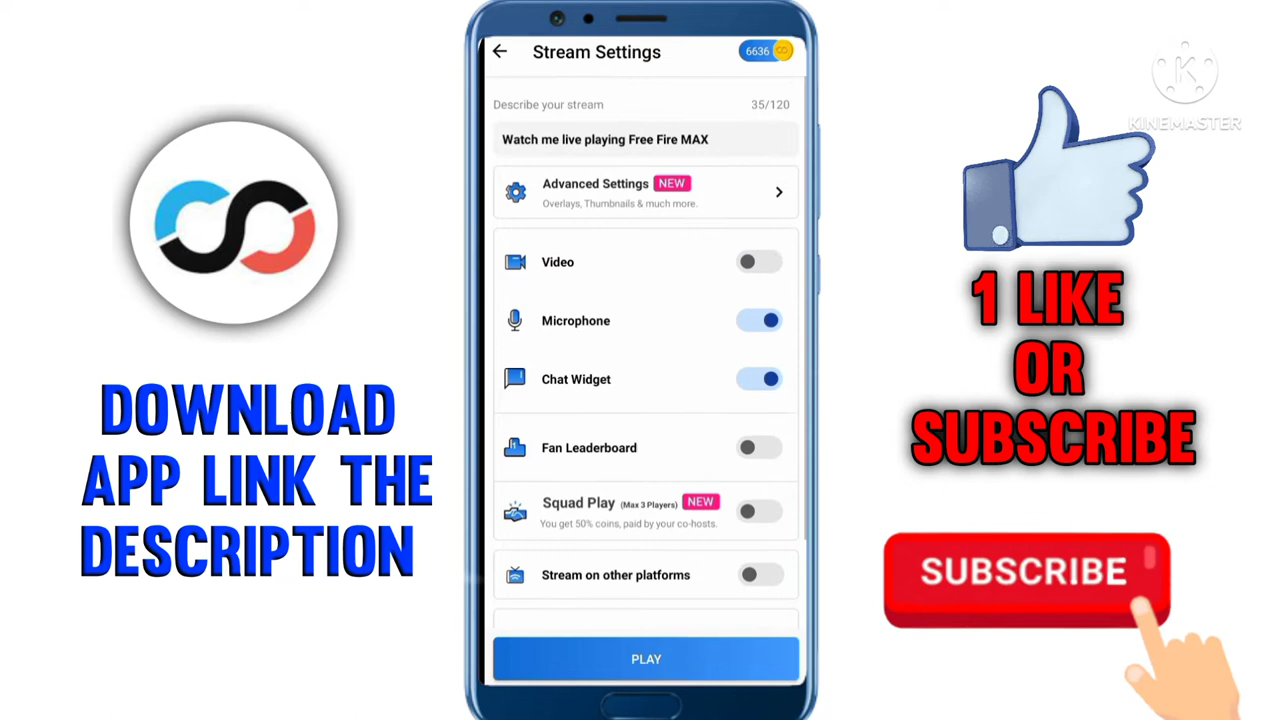 Stream Settings
6636
Describe your stream
35/120
Watch me live playing Free Fire MAX
Advanced Settings NEW
Overlays, Thumbnails & much more.
Video
Microphone
Chat Widget
Fan Leaderboard
Squad Play (Max 3 Players) NEW
You get 50% coins, paid by your co-hosts.
Stream on other platforms
PLAY
DOWNLOAD
APP LINK THE
DESCRIPTION
K
KINEMASTER
1 LIKE
OR
SUBSCRIBE
SUBSCRIBE